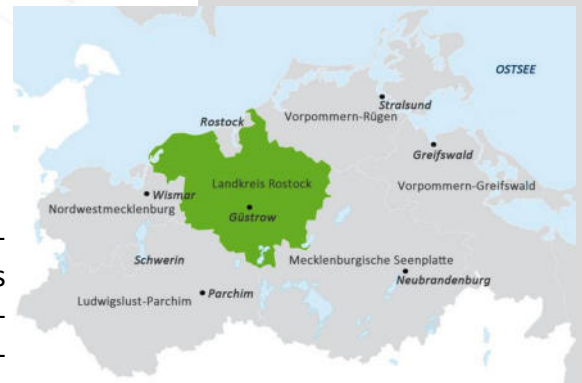 OSTSEE
Stralsund
Rostock
Vorpommern-Rügen
Greifswald
Landkreis Rostock
Vorpommern-Greifswald
Wismar
Nordwestmecklenburg
Güstrow
Schwerin
Mecklenburgische Seenplatte
Neubrandenburg
Parchim
Ludwigslust-Parchim
-
s
-
-